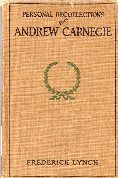 PERSONAL RECOLLECTIONS
of
ANDREW CARNEGIE
FREDERICK LYNCH